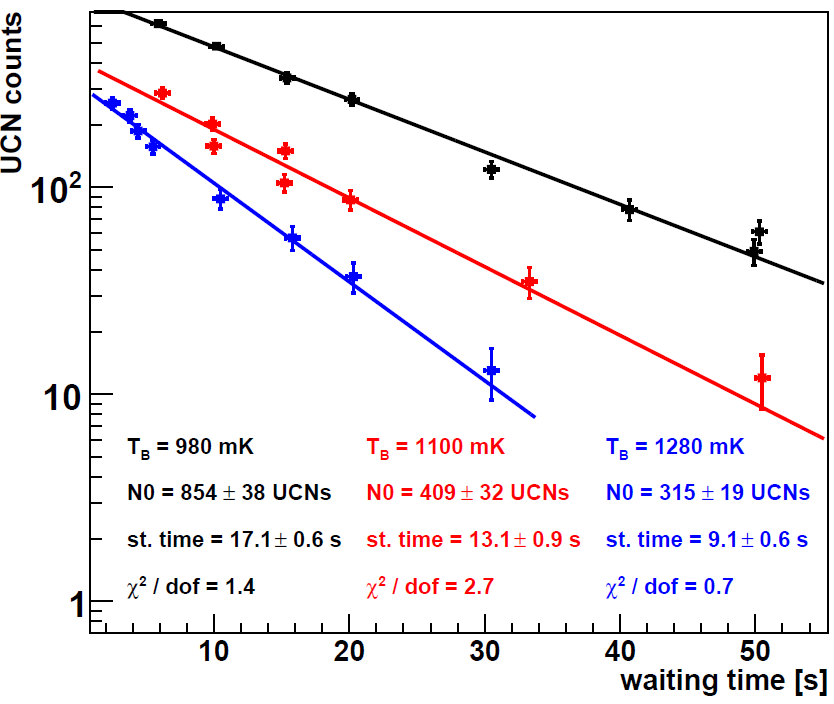 UCN counts
10²
10
1
T_B = 980 mK
N0 = 854 ± 38 UCNs
st. time = 17.1 ± 0.6 s
χ² / dof = 1.4
T_B = 1100 mK
N0 = 409 ± 32 UCNs
st. time = 13.1 ± 0.9 s
χ² / dof = 2.7
T_B = 1280 mK
N0 = 315 ± 19 UCNs
st. time = 9.1 ± 0.6 s
χ² / dof = 0.7
10 20 30 40 50
waiting time [s]